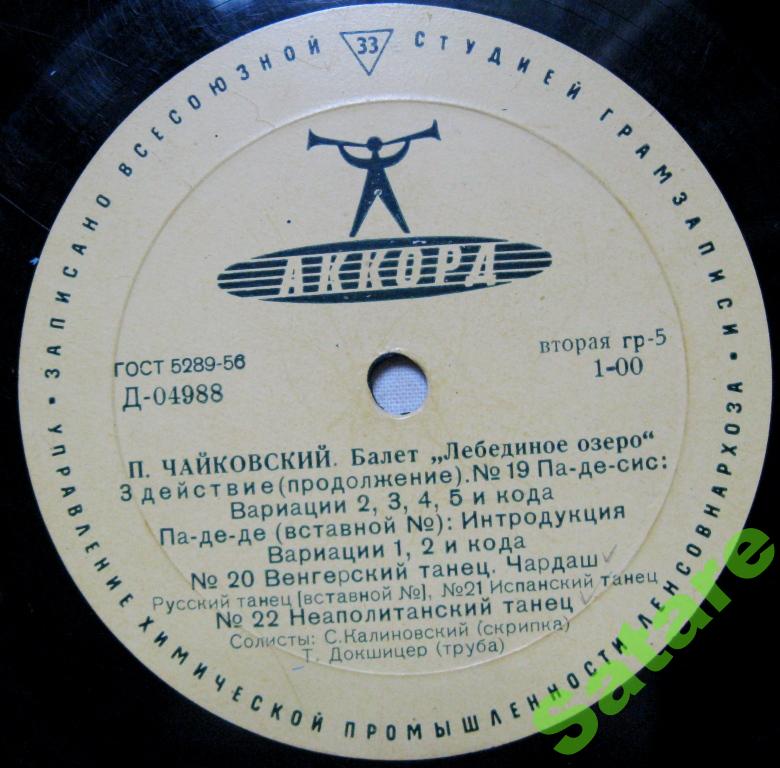 ЗАПИСАНО ВСЕСОЮЗНОЙ 33 СТУДИЕЙ ГРАМЗАПИСИ
УПРАВЛЕНИЕ ХИМИЧЕСКОЙ ПРОМЫШЛЕННОСТИ ЛЕНСОВНАРХОЗА
АККОРД
ГОСТ 5289-56
Д-04988
вторая гр-5
1-00
П. ЧАЙКОВСКИЙ. Балет „Лебединое озеро“
3 действие (продолжение). № 19 Па-де-сис:
Вариации 2, 3, 4, 5 и кода
Па-де-де (вставной №): Интродукция
Вариации 1, 2 и кода
№ 20 Венгерский танец. Чардаш
Русский танец [вставной №], №21 Испанский танец
№ 22 Неаполитанский танец
Солисты: С.Калиновский (скрипка)
Т. Докшицер (труба)
satare